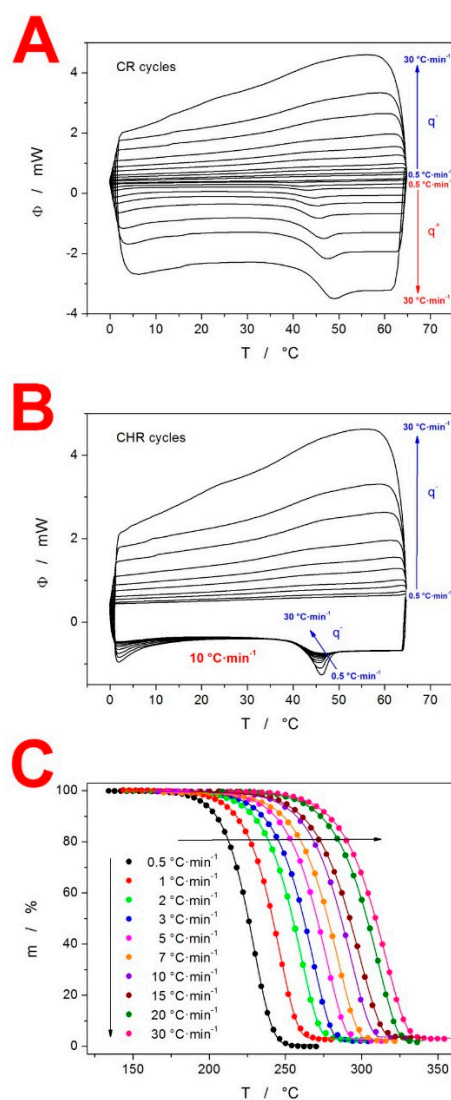 A
CR cycles
30 °C·min⁻¹
q⁻
0.5 °C·min⁻¹
0.5 °C·min⁻¹
q⁺
30 °C·min⁻¹
4
2
0
-2
-4
Φ / mW
0 10 20 30 40 50 60 70
T / °C
B
CHR cycles
30 °C·min⁻¹
q⁻
0.5 °C·min⁻¹
30 °C·min⁻¹
q⁻
10 °C·min⁻¹
0.5 °C·min⁻¹
4
2
0
Φ / mW
0 10 20 30 40 50 60 70
T / °C
C
100
80
60
40
20
0
m / %
0.5 °C·min⁻¹
1 °C·min⁻¹
2 °C·min⁻¹
3 °C·min⁻¹
5 °C·min⁻¹
7 °C·min⁻¹
10 °C·min⁻¹
15 °C·min⁻¹
20 °C·min⁻¹
30 °C·min⁻¹
150 200 250 300 350
T / °C